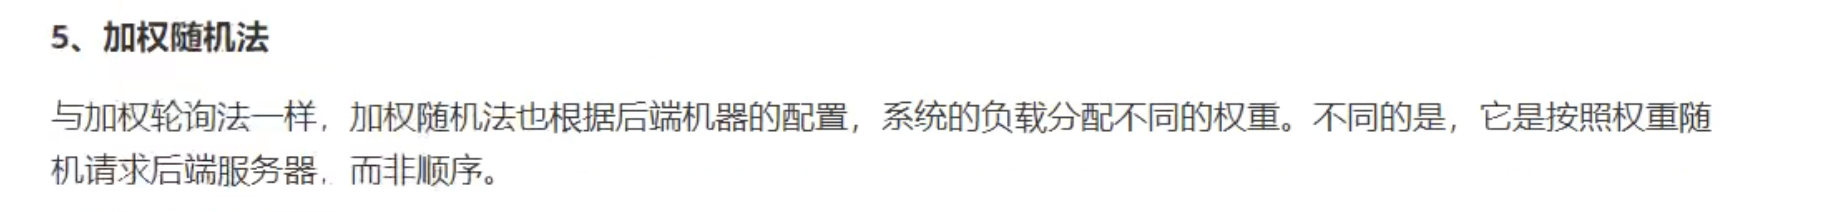 5、加权随机法
与加权轮询法一样，加权随机法也根据后端机器的配置，系统的负载分配不同的权重。不同的是，它是按照权重随
机请求后端服务器，而非顺序。